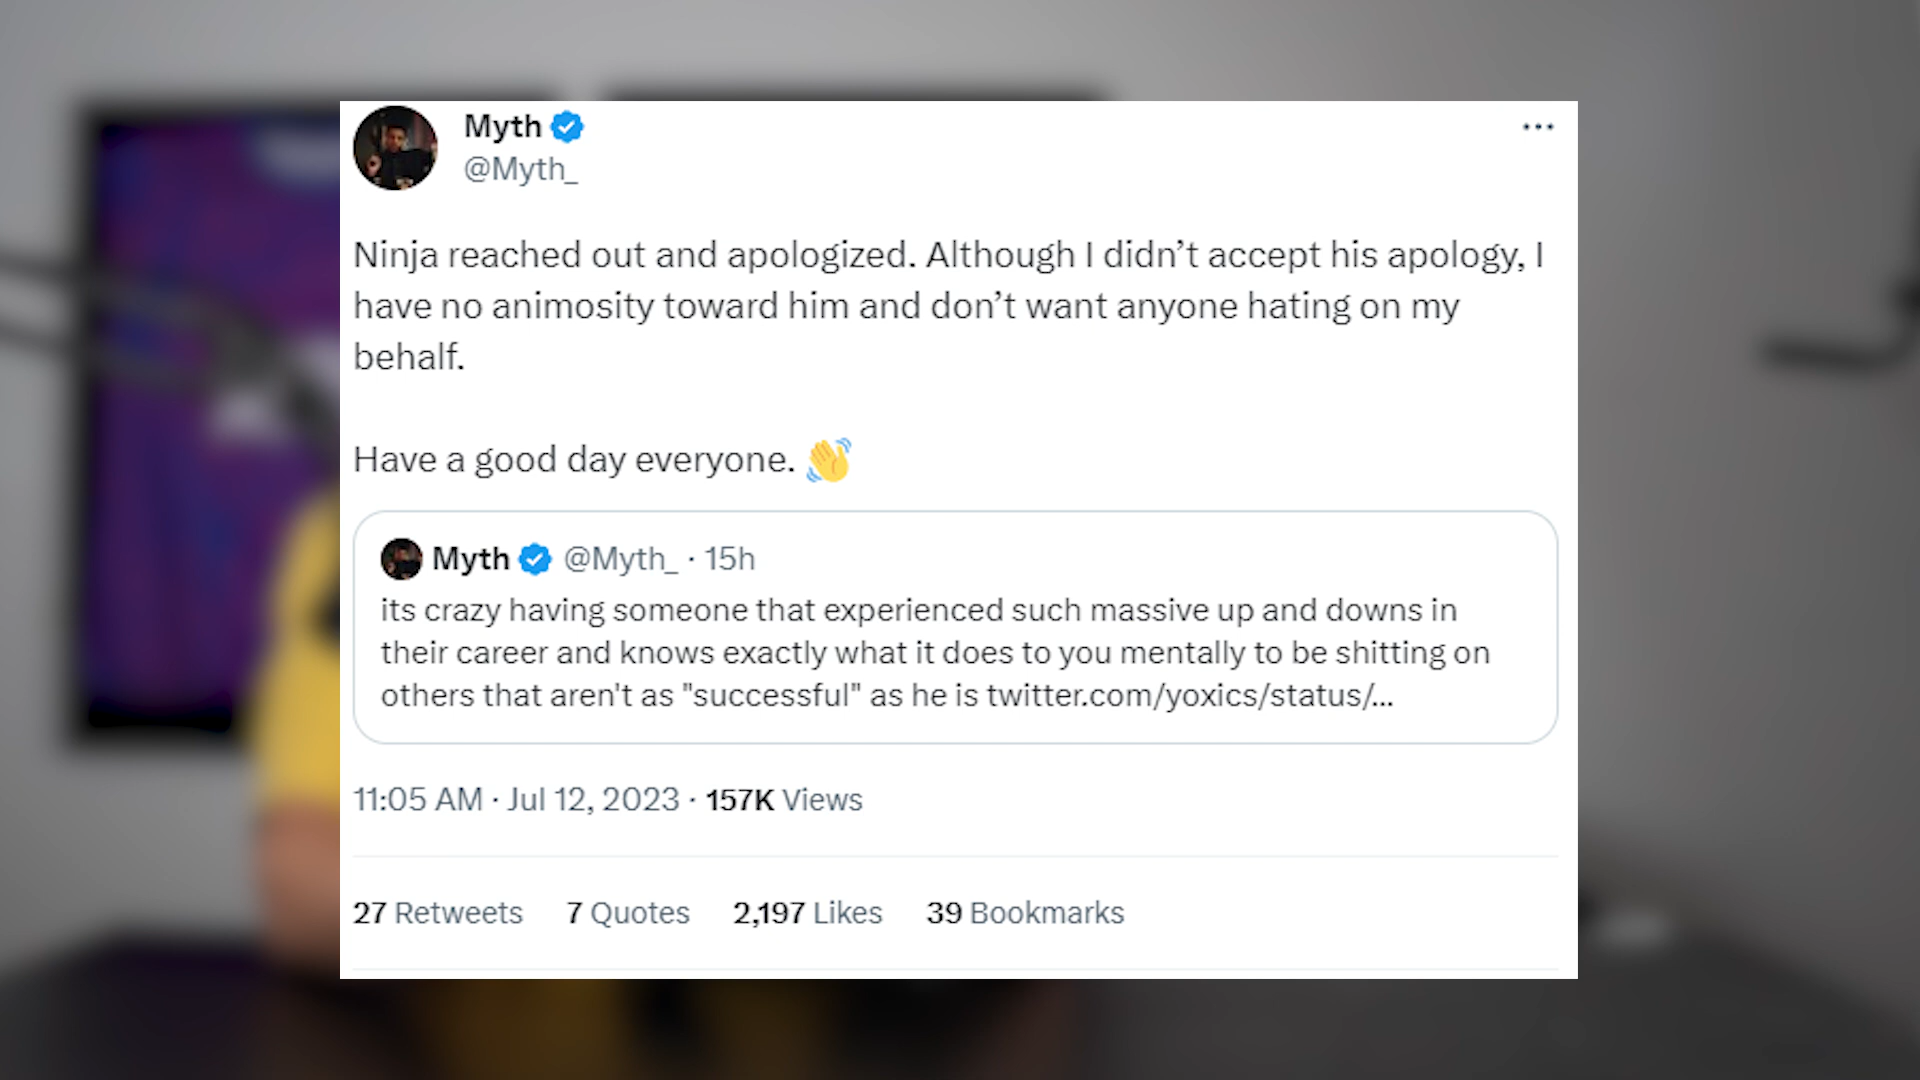 Myth
@Myth_
Ninja reached out and apologized. Although I didn’t accept his apology, I
have no animosity toward him and don’t want anyone hating on my
behalf.
Have a good day everyone. 👋
Myth @Myth_ · 15h
its crazy having someone that experienced such massive up and downs in
their career and knows exactly what it does to you mentally to be shitting on
others that aren't as "successful" as he is twitter.com/yoxics/status/...
11:05 AM · Jul 12, 2023 · 157K Views
27 Retweets 7 Quotes 2,197 Likes 39 Bookmarks